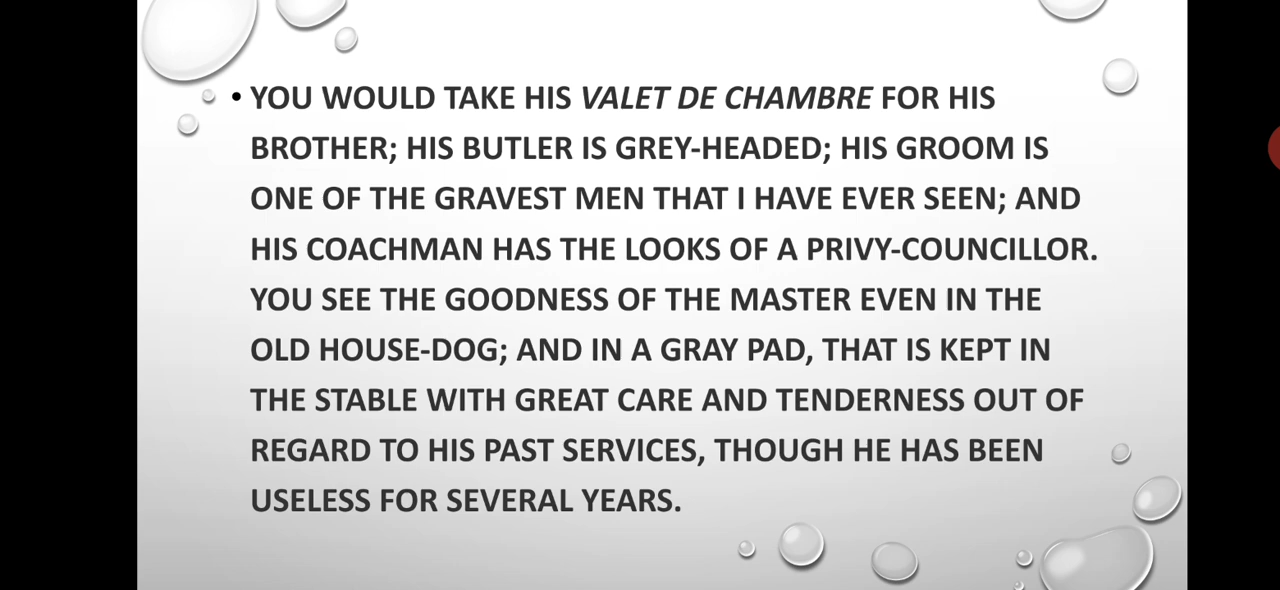 • YOU WOULD TAKE HIS VALET DE CHAMBRE FOR HIS
BROTHER; HIS BUTLER IS GREY-HEADED; HIS GROOM IS
ONE OF THE GRAVEST MEN THAT I HAVE EVER SEEN; AND
HIS COACHMAN HAS THE LOOKS OF A PRIVY-COUNCILLOR.
YOU SEE THE GOODNESS OF THE MASTER EVEN IN THE
OLD HOUSE-DOG; AND IN A GRAY PAD, THAT IS KEPT IN
THE STABLE WITH GREAT CARE AND TENDERNESS OUT OF
REGARD TO HIS PAST SERVICES, THOUGH HE HAS BEEN
USELESS FOR SEVERAL YEARS.